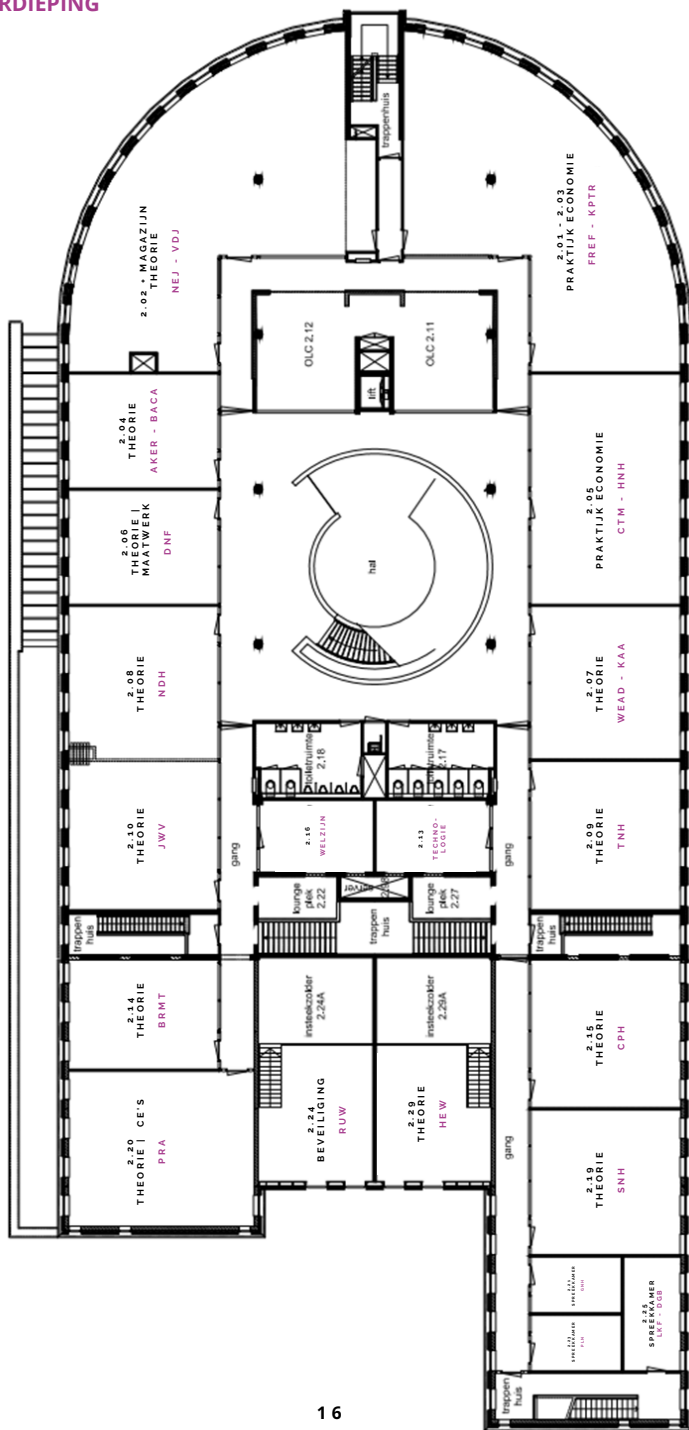 RDIEPING
trappenhuis
2.02 + MAGAZIJN
THEORIE
NEJ - VDJ
2.01 - 2.03
PRAKTIJK ECONOMIE
FREF - KPTR
OLC 2.12
OLC 2.11
lift
2.04
THEORIE
AKER - BACA
2.05
PRAKTIJK ECONOMIE
CTM - HNH
2.06
THEORIE |
MAATWERK
DNF
hal
2.08
THEORIE
NDH
2.07
THEORIE
WEAD - KAA
toiletruimte
2.18
2.17
2.10
THEORIE
JWV
gang
2.16
WELZIJN
2.13
TECHNO-
LOGIE
gang
2.09
THEORIE
TNH
lounge
plek
2.22
server
lounge
plek
2.27
trappen
huis
trappen
huis
trappen
huis
2.14
THEORIE
BRMT
insteekzolder
2.24A
insteekzolder
2.29A
2.15
THEORIE
CPH
2.20
THEORIE | CE'S
PRA
2.24
BEVEILIGING
RUW
2.29
THEORIE
HEW
gang
2.19
THEORIE
SNH
SPREEKKAMER
SPREEKKAMER
2.25
SPREEKKAMER
LKF - DGB
trappen
huis
16